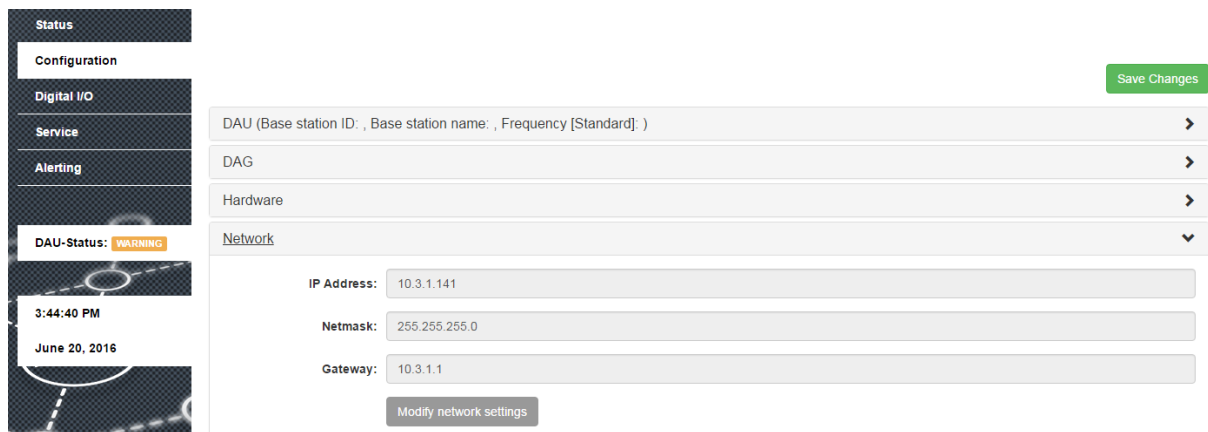 Status
Configuration
Digital I/O
Service
Alerting
DAU-Status: WARNING
3:44:40 PM
June 20, 2016
Save Changes
DAU (Base station ID: , Base station name: , Frequency [Standard]: )
DAG
Hardware
Network
IP Address: 10.3.1.141
Netmask: 255.255.255.0
Gateway: 10.3.1.1
Modify network settings